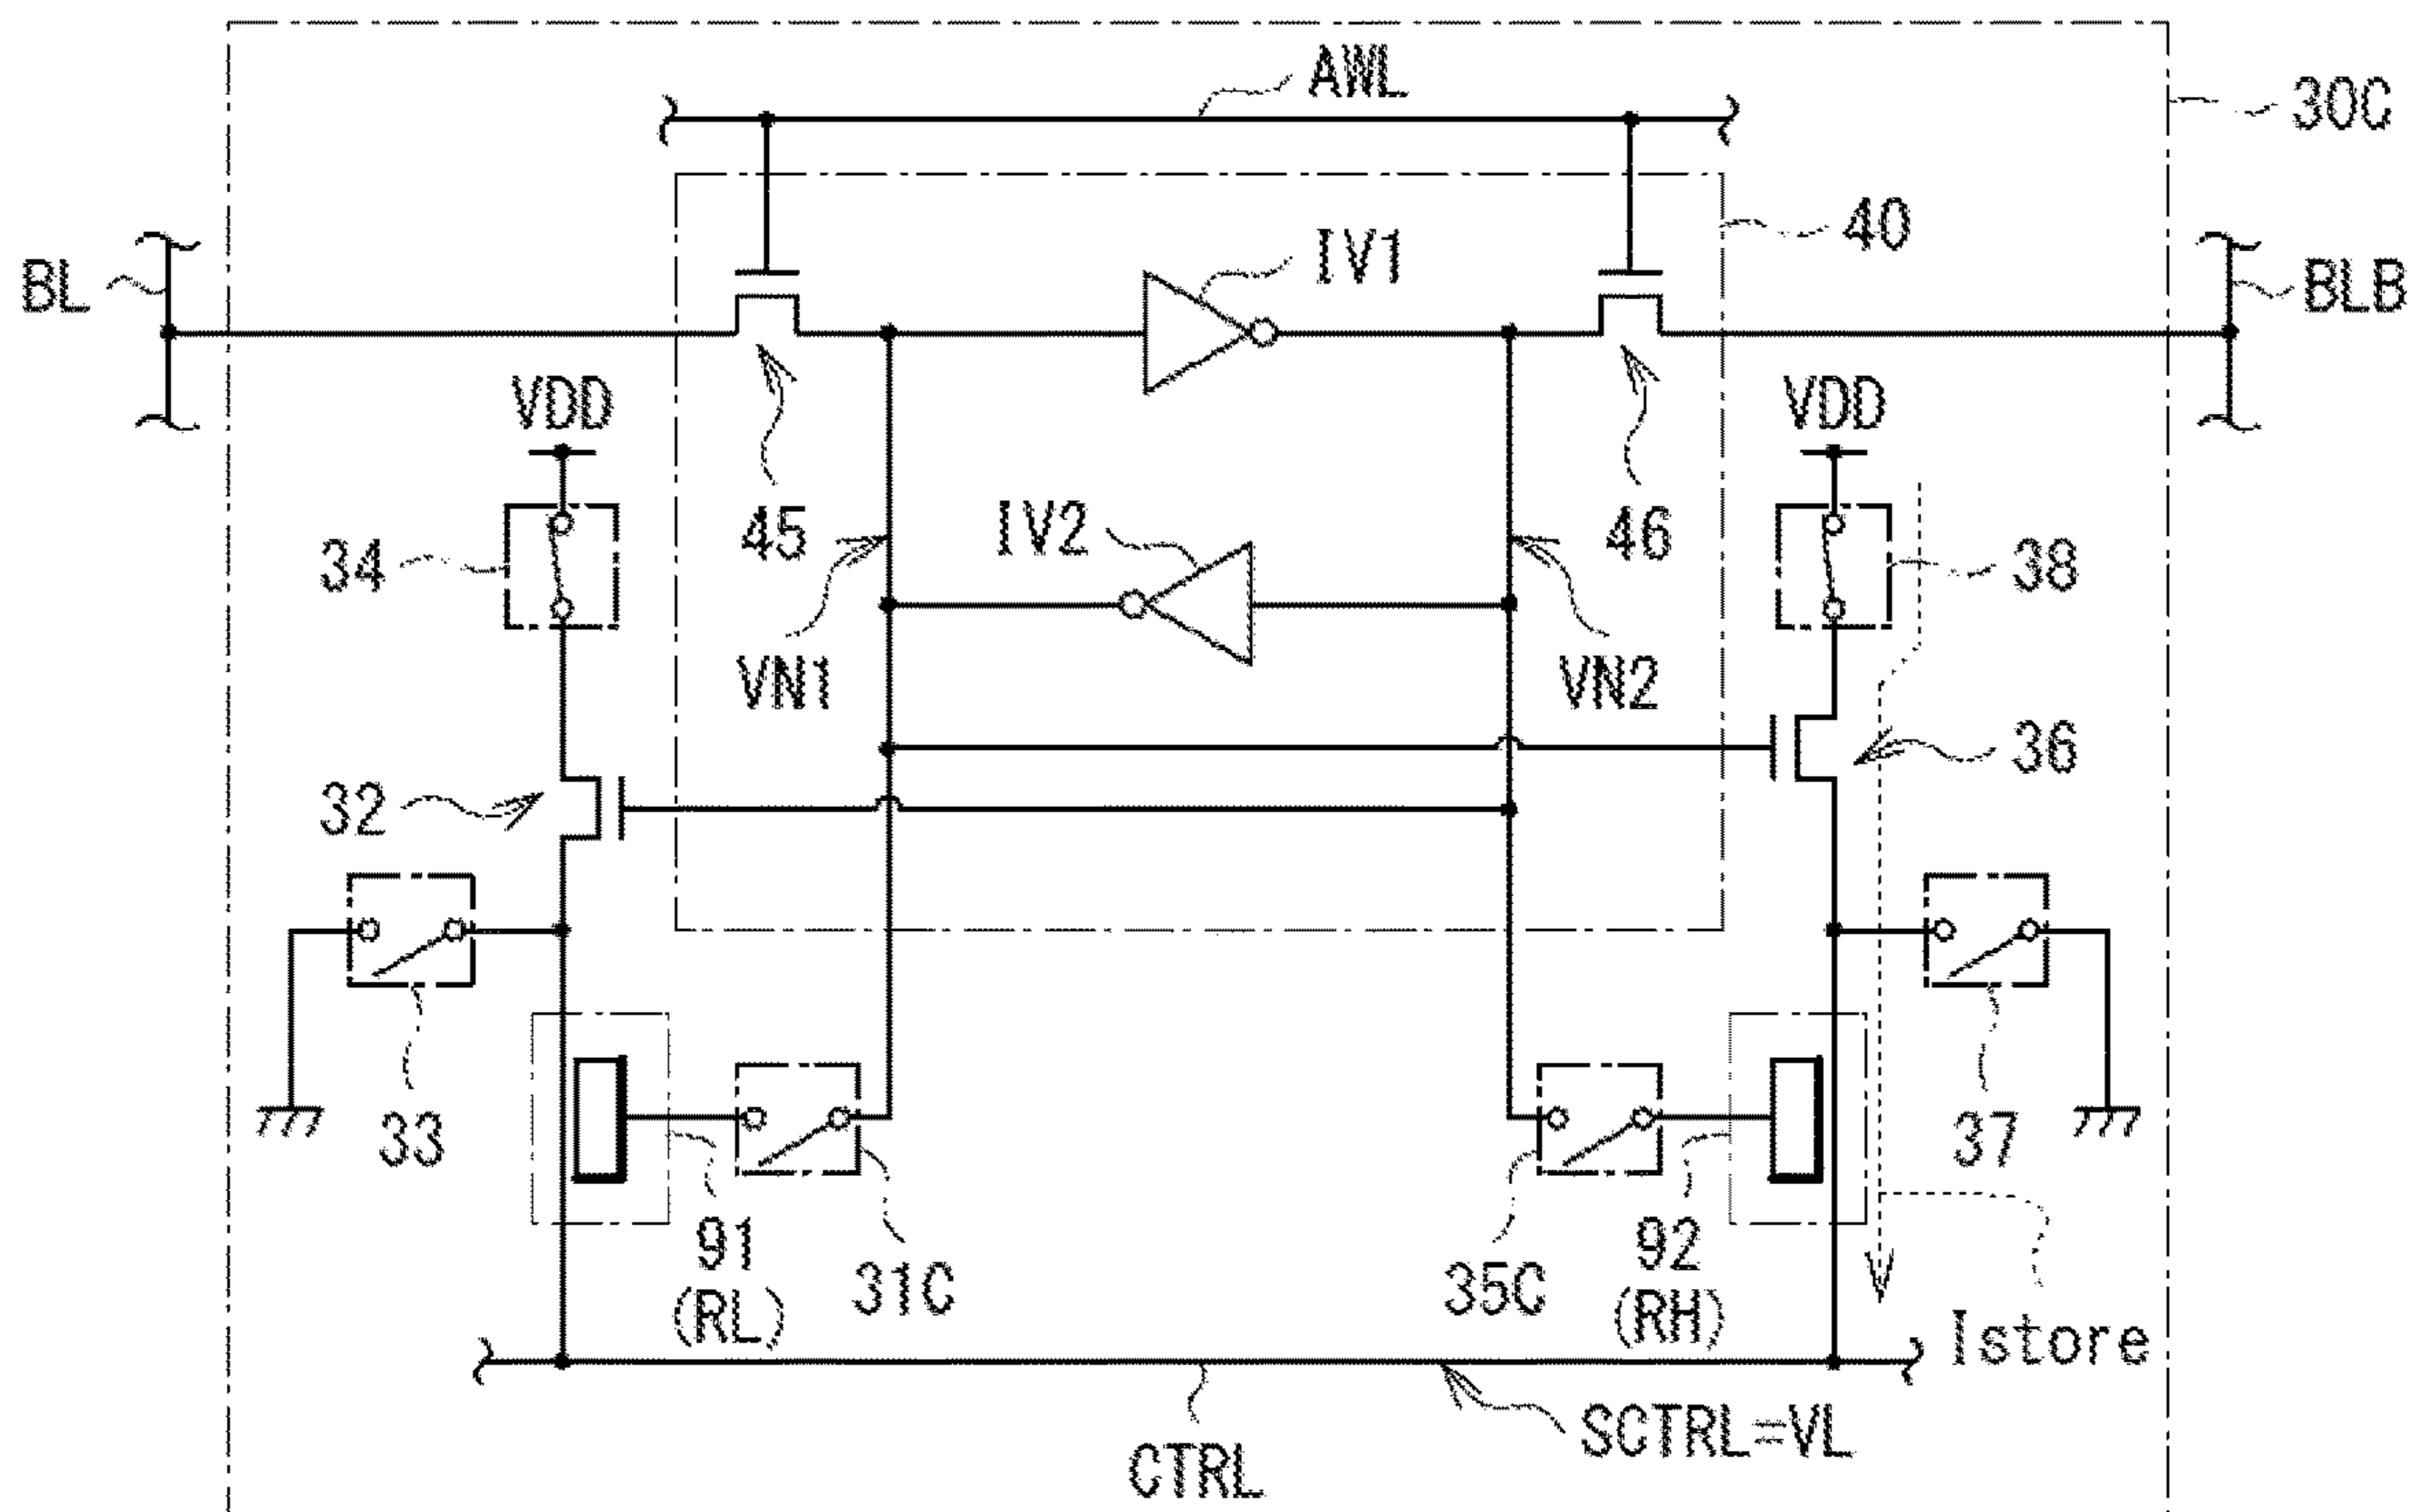 AWL
30C
40
IV1
BL
BLB
VDD
VDD
45
IV2
46
34
38
VN1
VN2
32
36
33
37
91
(RL)
31C
35C
92
(RH)
Istore
SCTRL=VL
CTRL